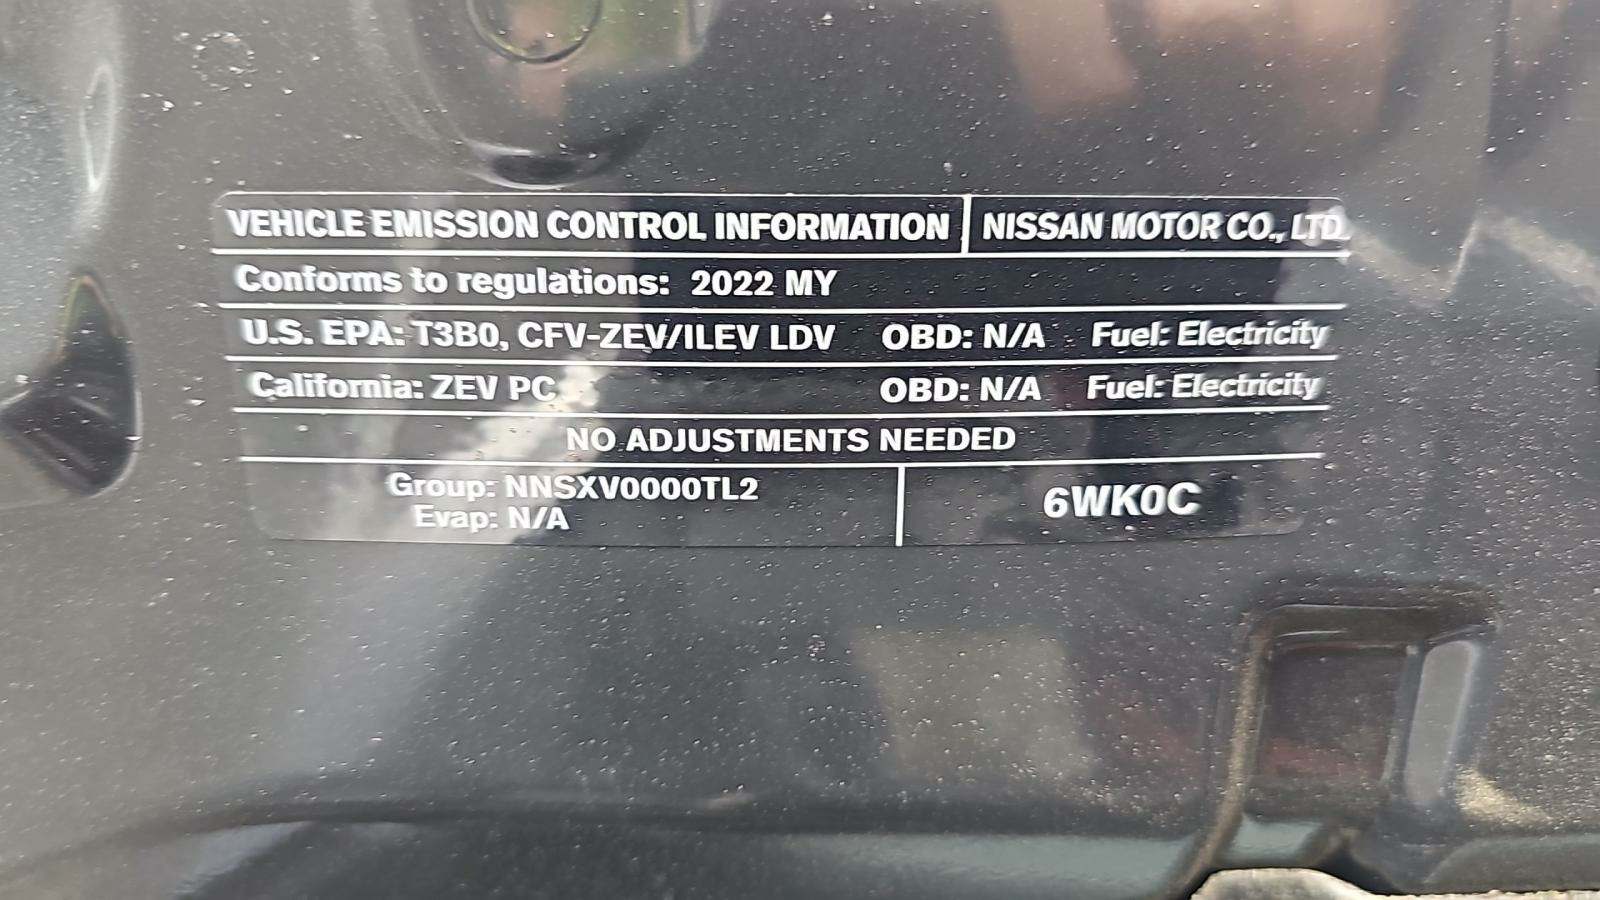 VEHICLE EMISSION CONTROL INFORMATION NISSAN MOTOR CO., LTD.
Conforms to regulations: 2022 MY
U.S. EPA: T3B0, CFV-ZEV/ILEV LDV OBD: N/A Fuel: Electricity
California: ZEV PC OBD: N/A Fuel: Electricity
NO ADJUSTMENTS NEEDED
Group: NNSXV0000TL2
Evap: N/A
6WK0C